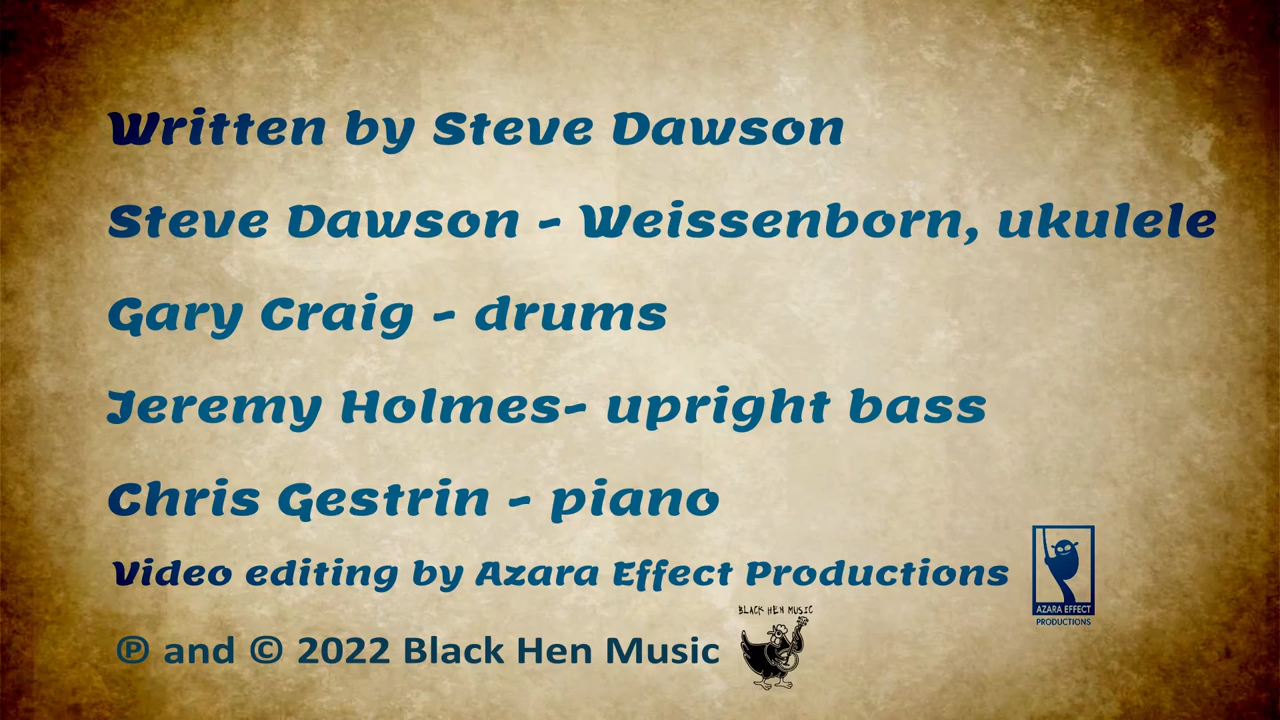 Written by Steve Dawson
Steve Dawson - Weissenborn, ukulele
Gary Craig - drums
Jeremy Holmes- upright bass
Chris Gestrin - piano
Video editing by Azara Effect Productions
AZARA EFFECT
PRODUCTIONS
BLACK HEN MUSIC
℗ and © 2022 Black Hen Music